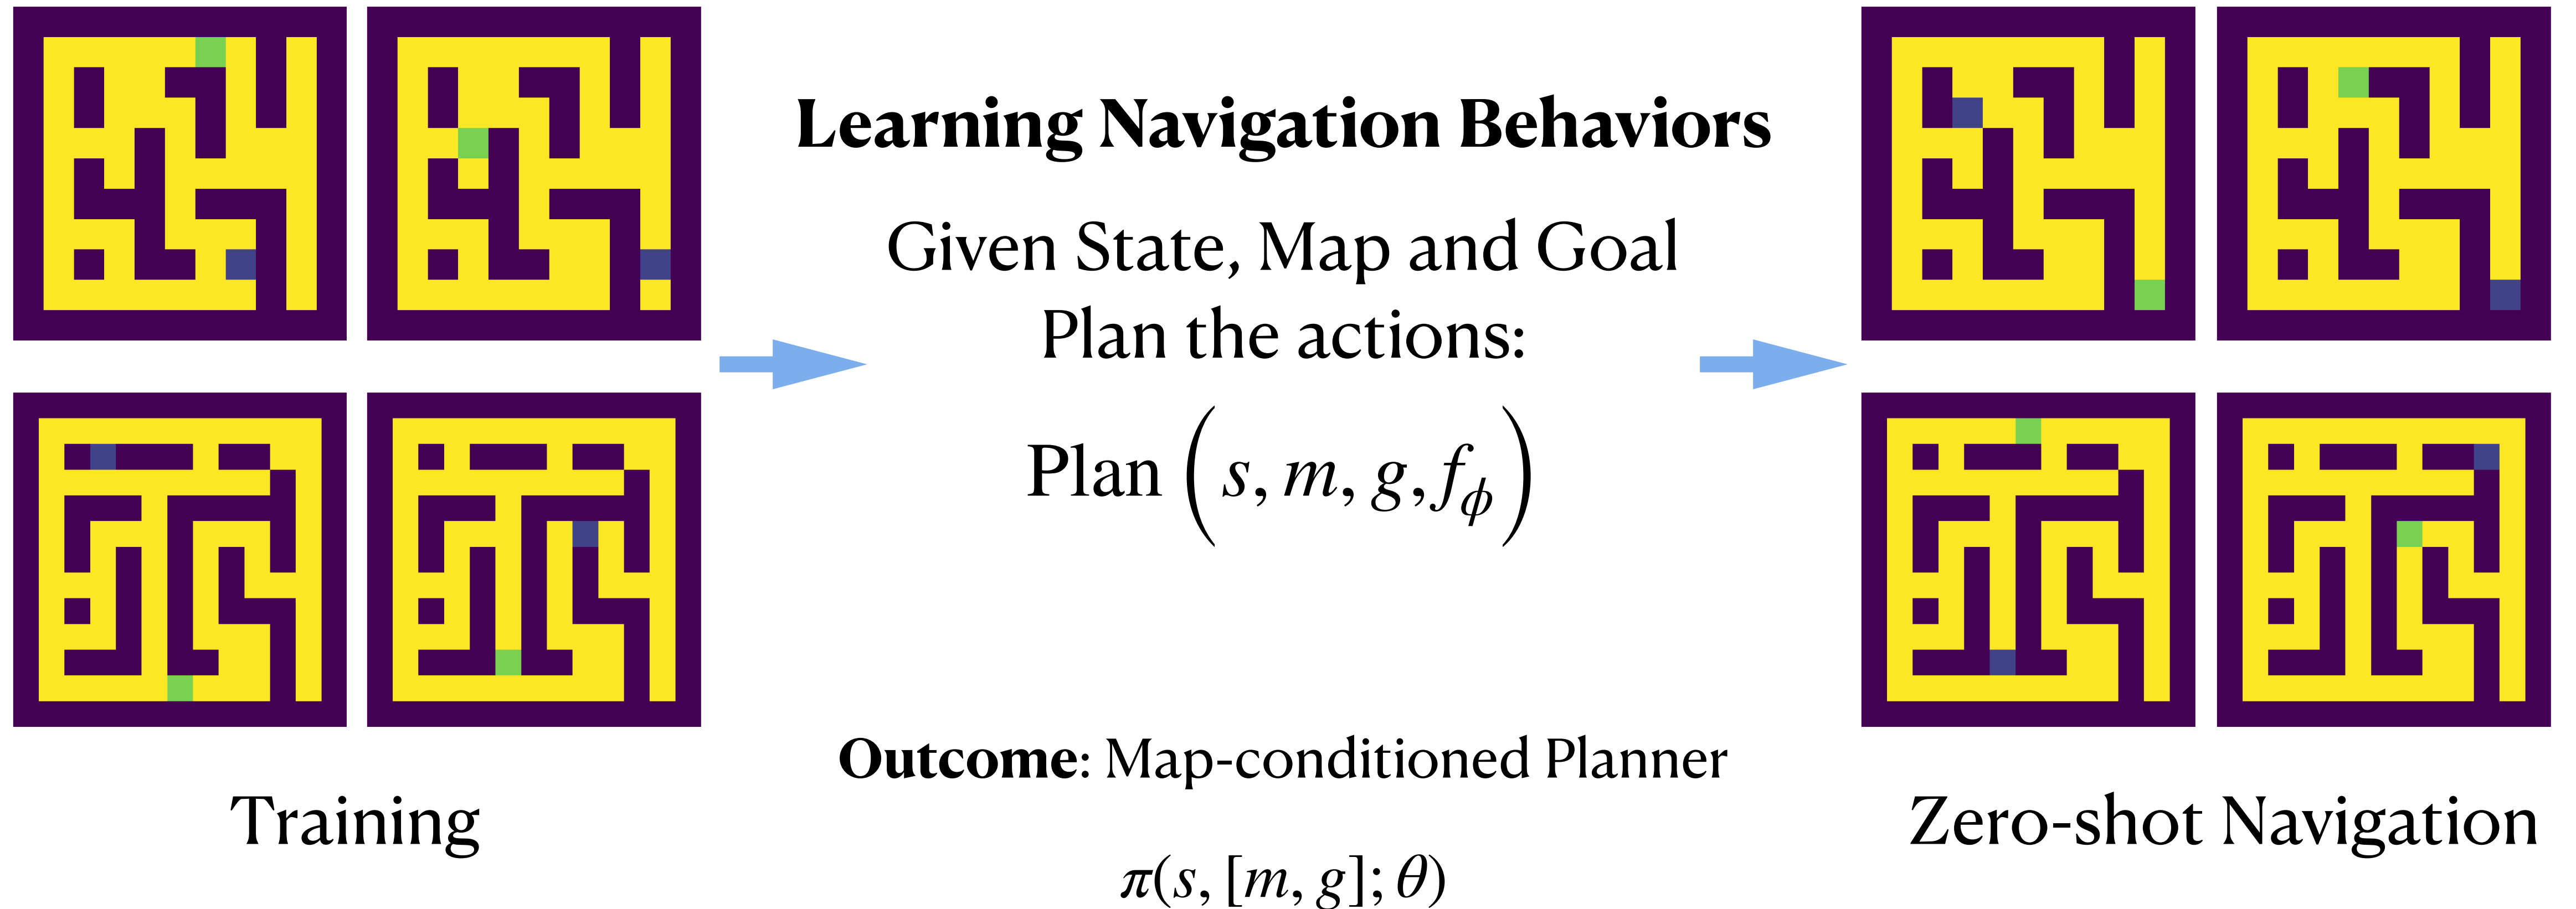 Learning Navigation Behaviors
Given State, Map and Goal
Plan the actions:
Plan (s, m, g, f_ϕ)
Outcome: Map-conditioned Planner
π(s, [m, g]; θ)
Training
Zero-shot Navigation